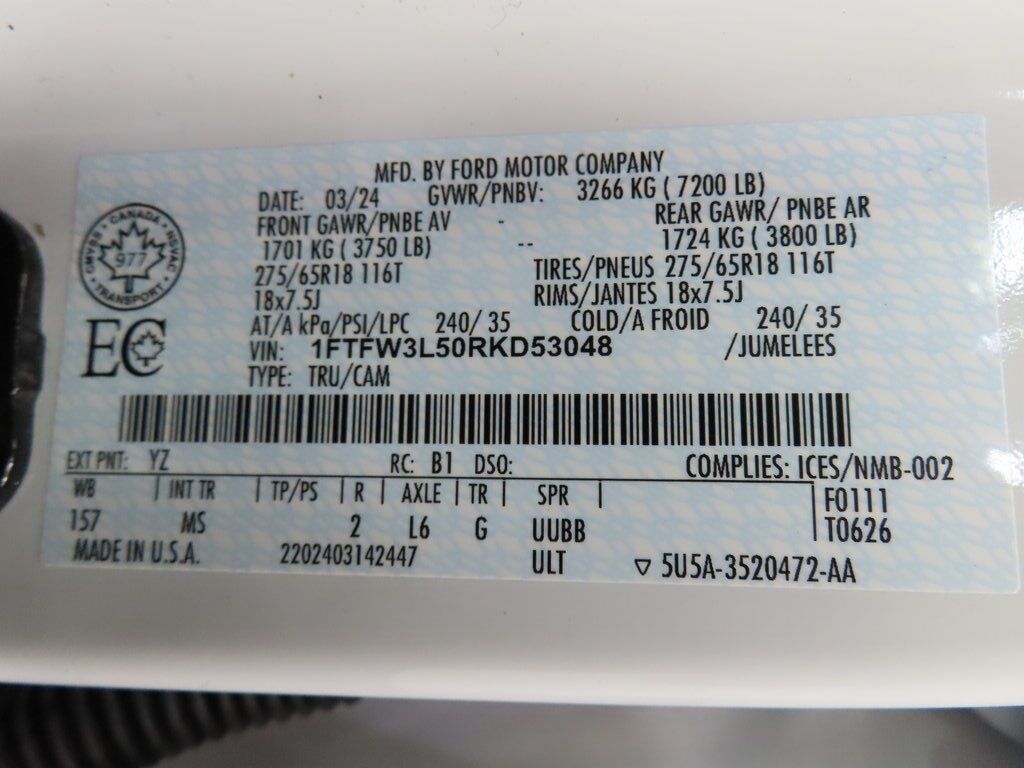 MFD. BY FORD MOTOR COMPANY
DATE: 03/24 GVWR/PNBV: 3266 KG ( 7200 LB)
FRONT GAWR/PNBE AV REAR GAWR/ PNBE AR
1701 KG ( 3750 LB) -- 1724 KG ( 3800 LB)
275/65R18 116T TIRES/PNEUS 275/65R18 116T
18x7.5J RIMS/JANTES 18x7.5J
AT/A kPa/PSI/LPC 240/ 35 COLD/A FROID 240/ 35
VIN: 1FTFW3L50RKD53048 /JUMELEES
TYPE: TRU/CAM
CANADA
CMVSS NSVAC
977
TRANSPORT
EC
EXT PNT: YZ RC: B1 DSO: COMPLIES: ICES/NMB-002
WB | INT TR | TP/PS | R | AXLE | TR | SPR | F0111
157 MS 2 L6 G UUBB T0626
MADE IN U.S.A. 2202403142447 ULT ▽ 5U5A-3520472-AA